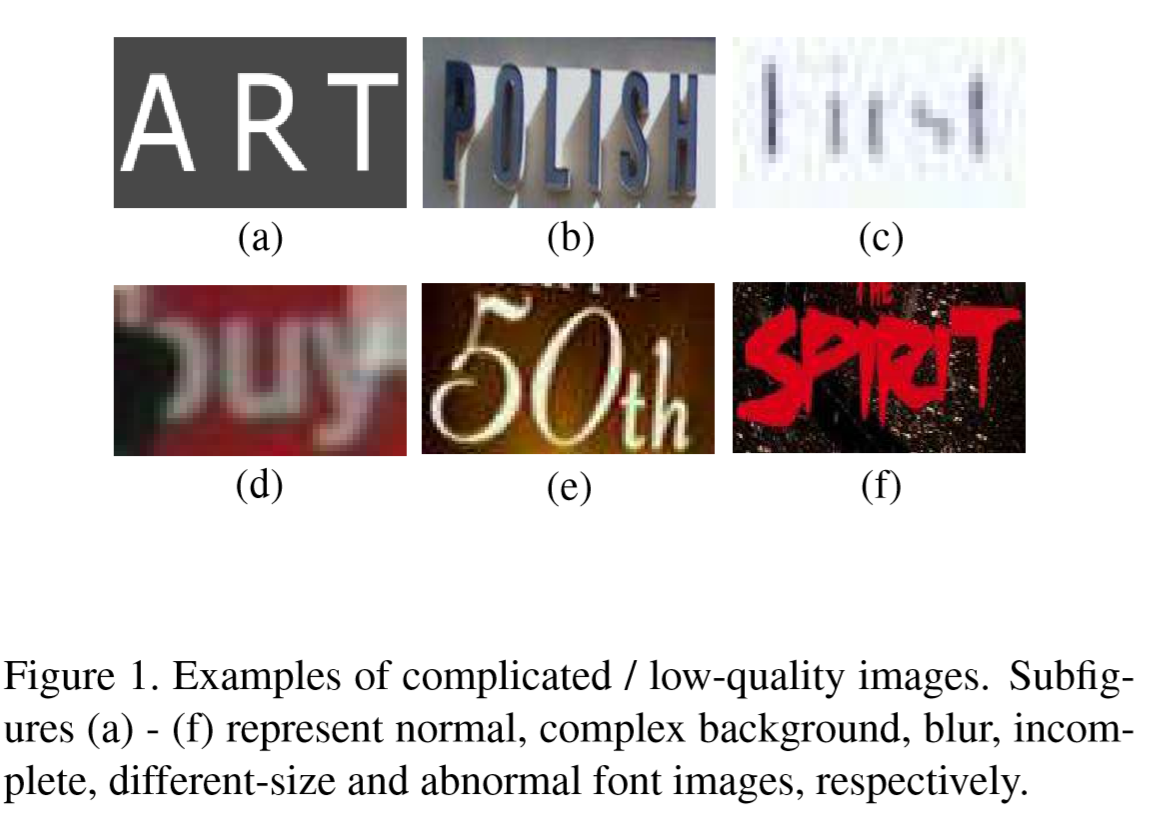 A R T
POLISH
First
(a)
(b)
(c)
buy
50th
THE
SPIRIT
(d)
(e)
(f)
Figure 1. Examples of complicated / low-quality images. Subfig-
ures (a) - (f) represent normal, complex background, blur, incom-
plete, different-size and abnormal font images, respectively.